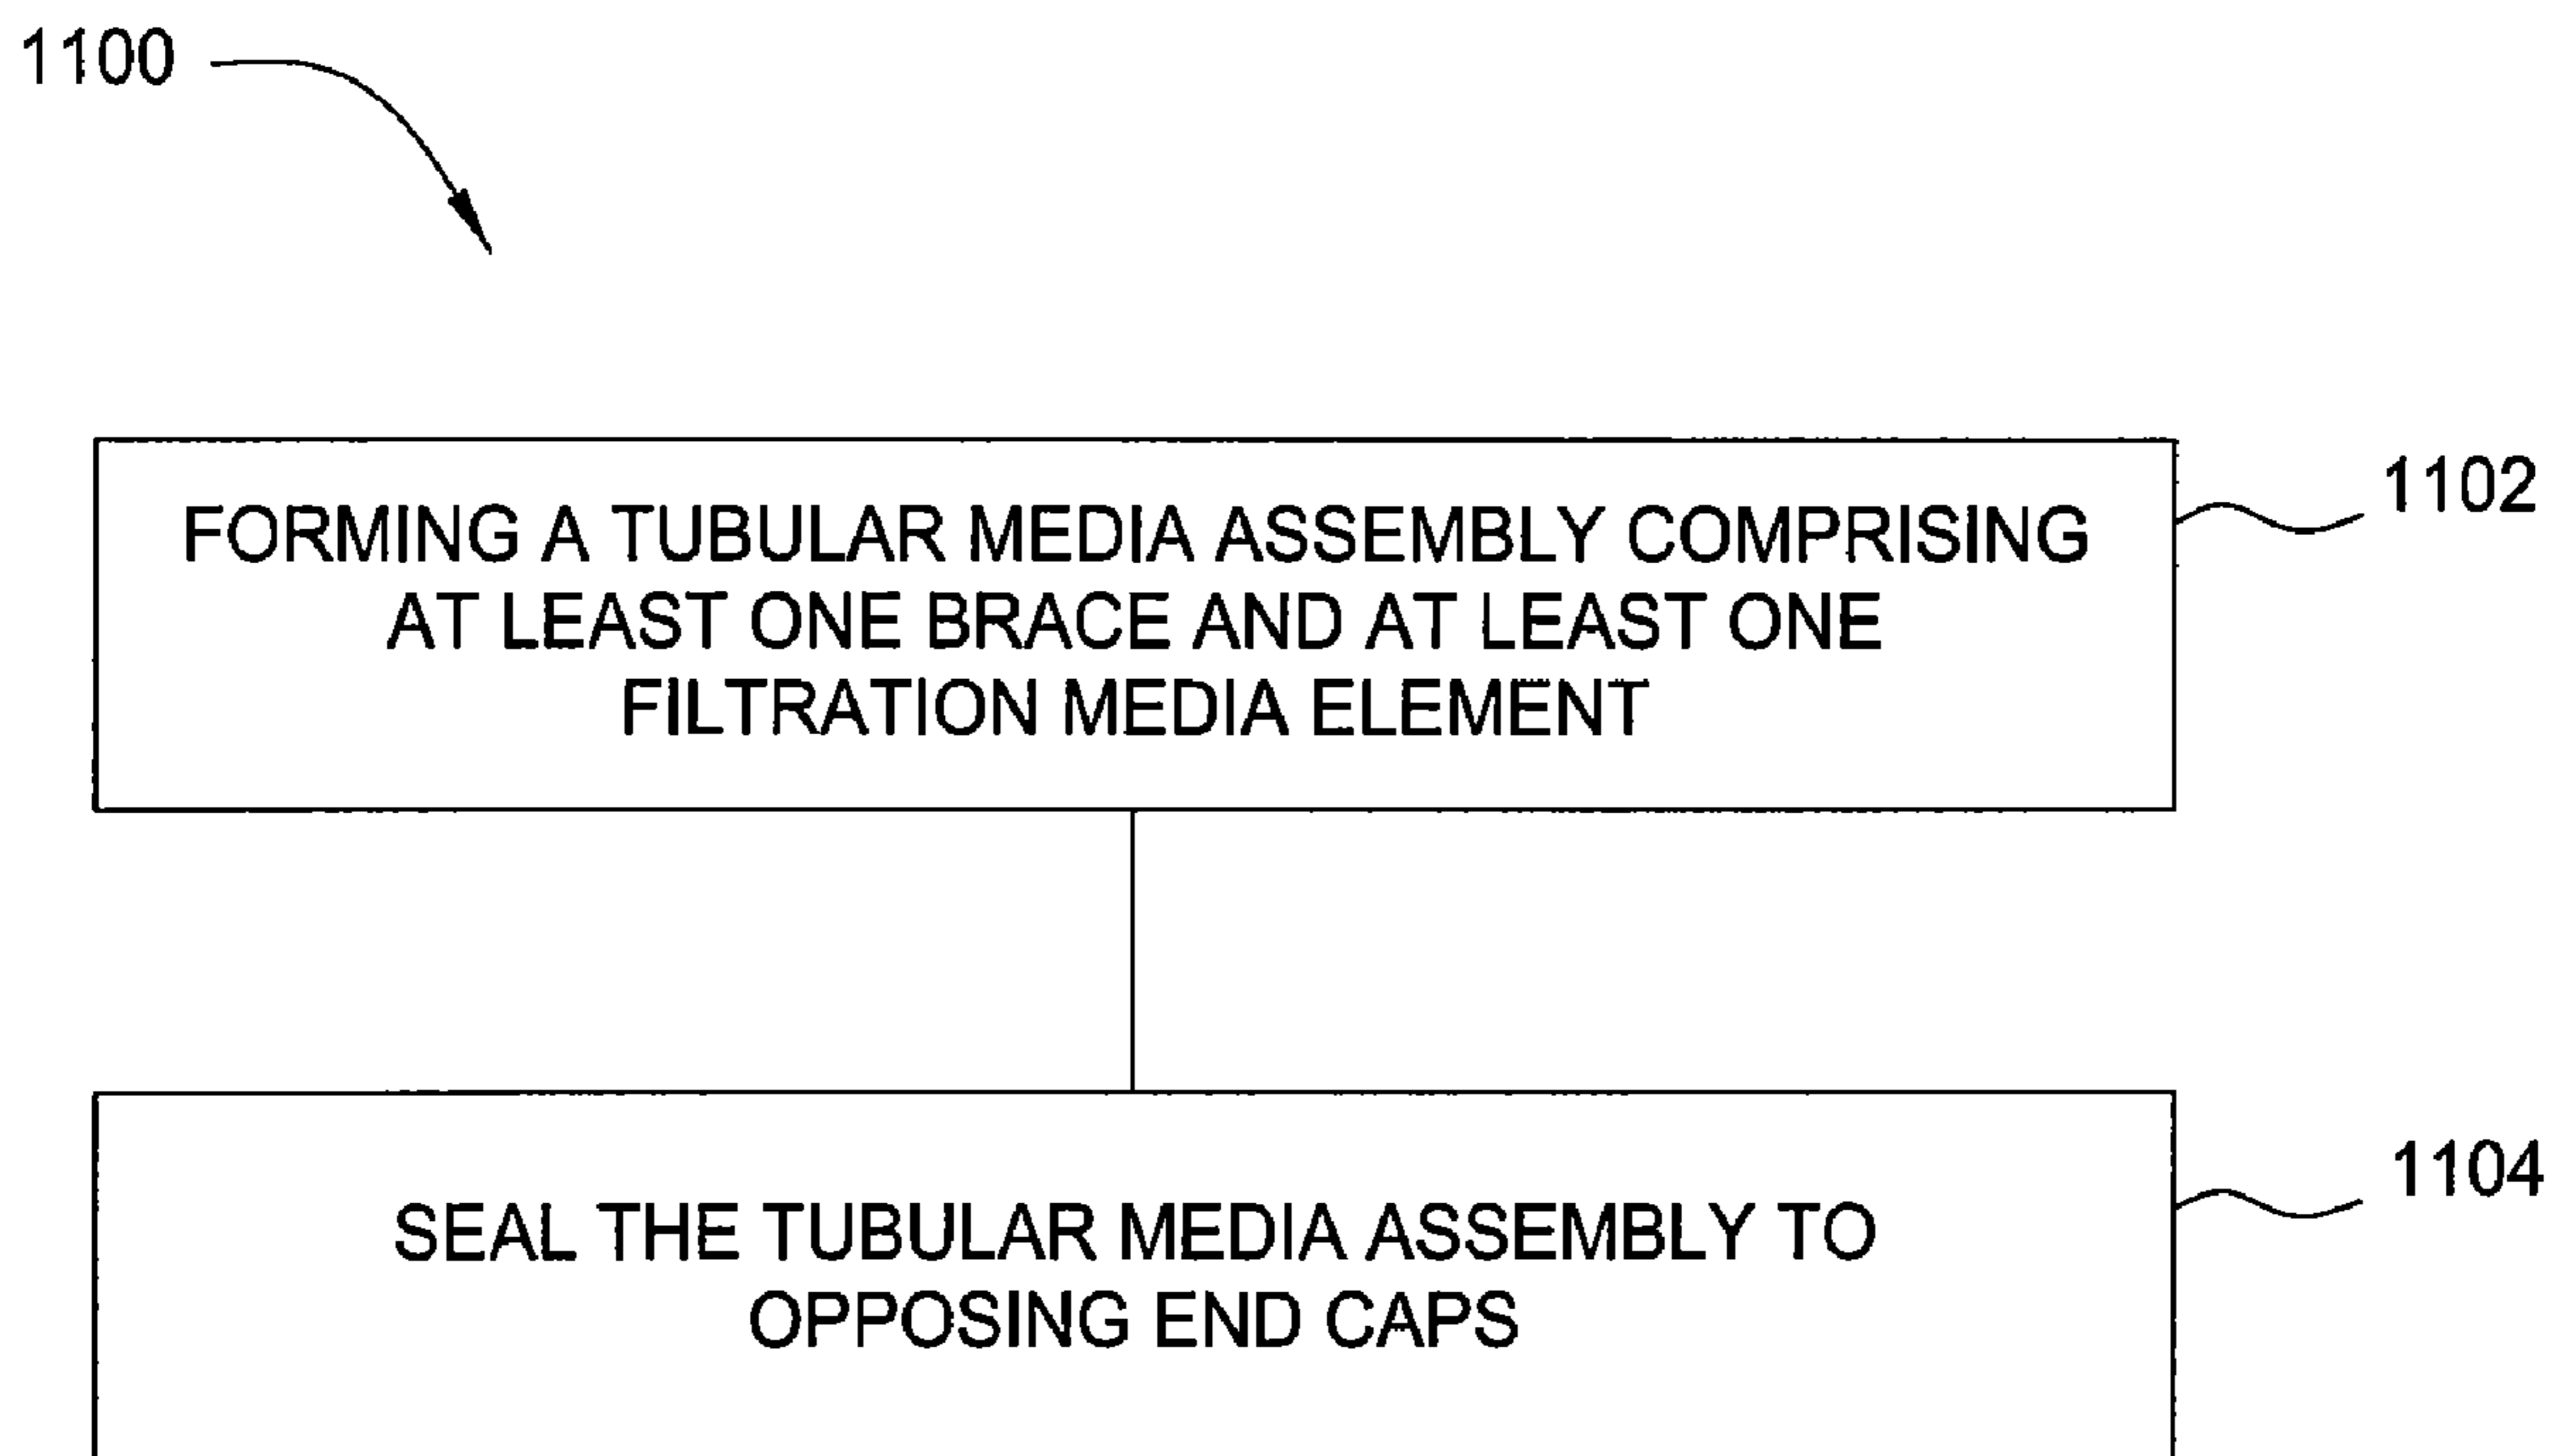 1100
FORMING A TUBULAR MEDIA ASSEMBLY COMPRISING
AT LEAST ONE BRACE AND AT LEAST ONE
FILTRATION MEDIA ELEMENT
1102
SEAL THE TUBULAR MEDIA ASSEMBLY TO
OPPOSING END CAPS
1104